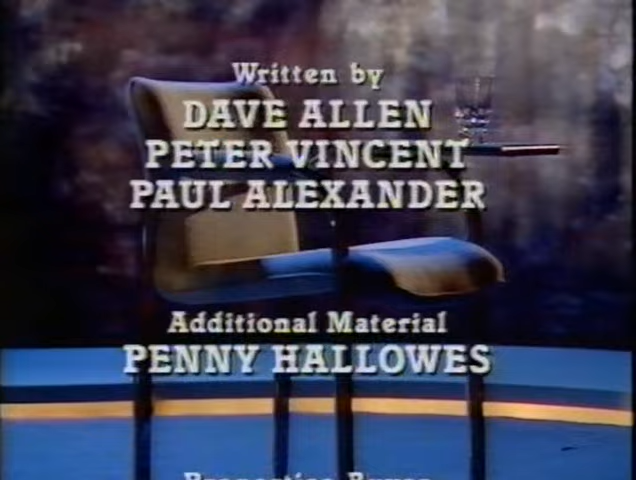 Written by
DAVE ALLEN
PETER VINCENT
PAUL ALEXANDER
Additional Material
PENNY HALLOWES